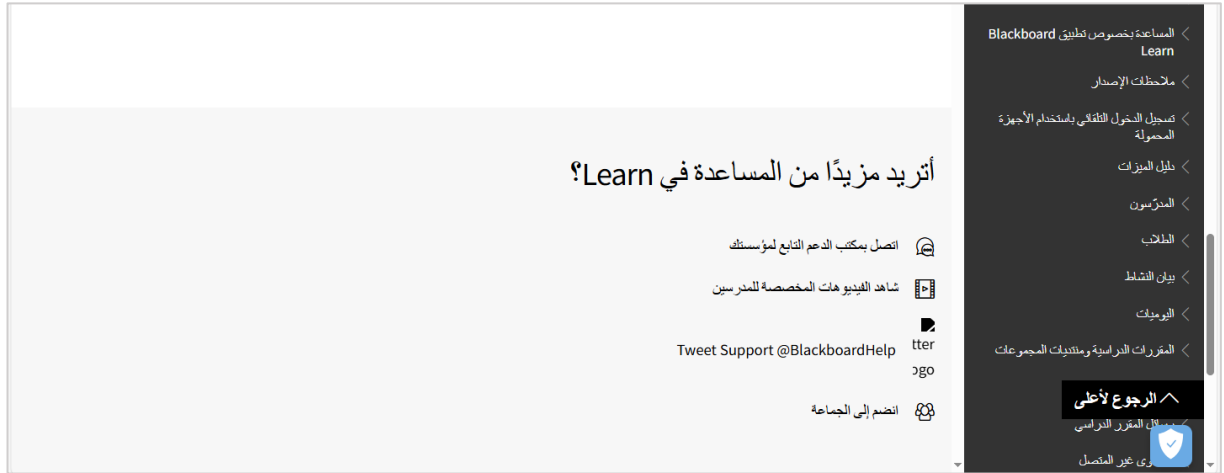 المساعدة بخصوص تطبيق Blackboard
Learn
ملاحظات الإصدار
تسجيل الدخول التلقائي باستخدام الأجهزة
المحمولة
دليل الميزات
المدرّسون
الطلاب
بيان النشاط
اليوميات
المقررات الدراسية ومنتديات المجموعات
الرجوع لأعلى
المقرر الدراسي
غير المتصل
أتريد مزيدًا من المساعدة في Learn؟
اتصل بمكتب الدعم التابع لمؤسستك
شاهد الفيديوهات المخصصة للمدرسين
tter
ogo
Tweet Support @BlackboardHelp
انضم إلى الجماعة